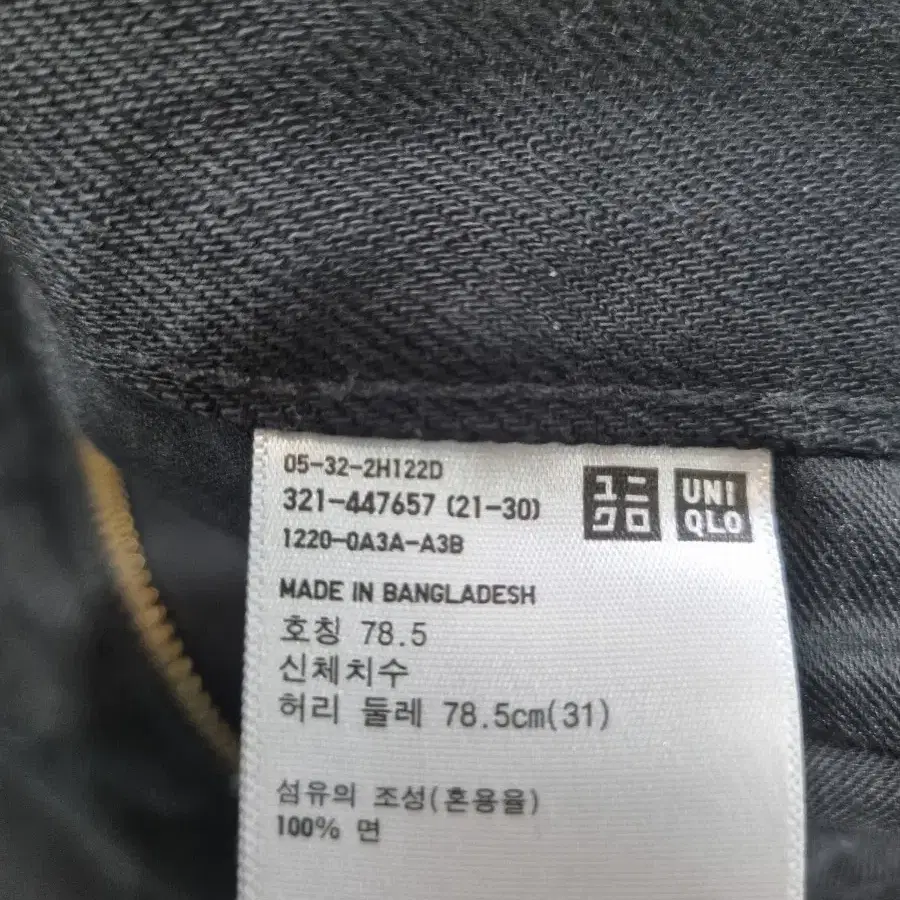 05-32-2H122D
321-447657 (21-30)
1220-0A3A-A3B
ユニ
クロ
UNI
QLO
MADE IN BANGLADESH
호칭 78.5
신체치수
허리 둘레 78.5cm(31)
섬유의 조성(혼용율)
100% 면